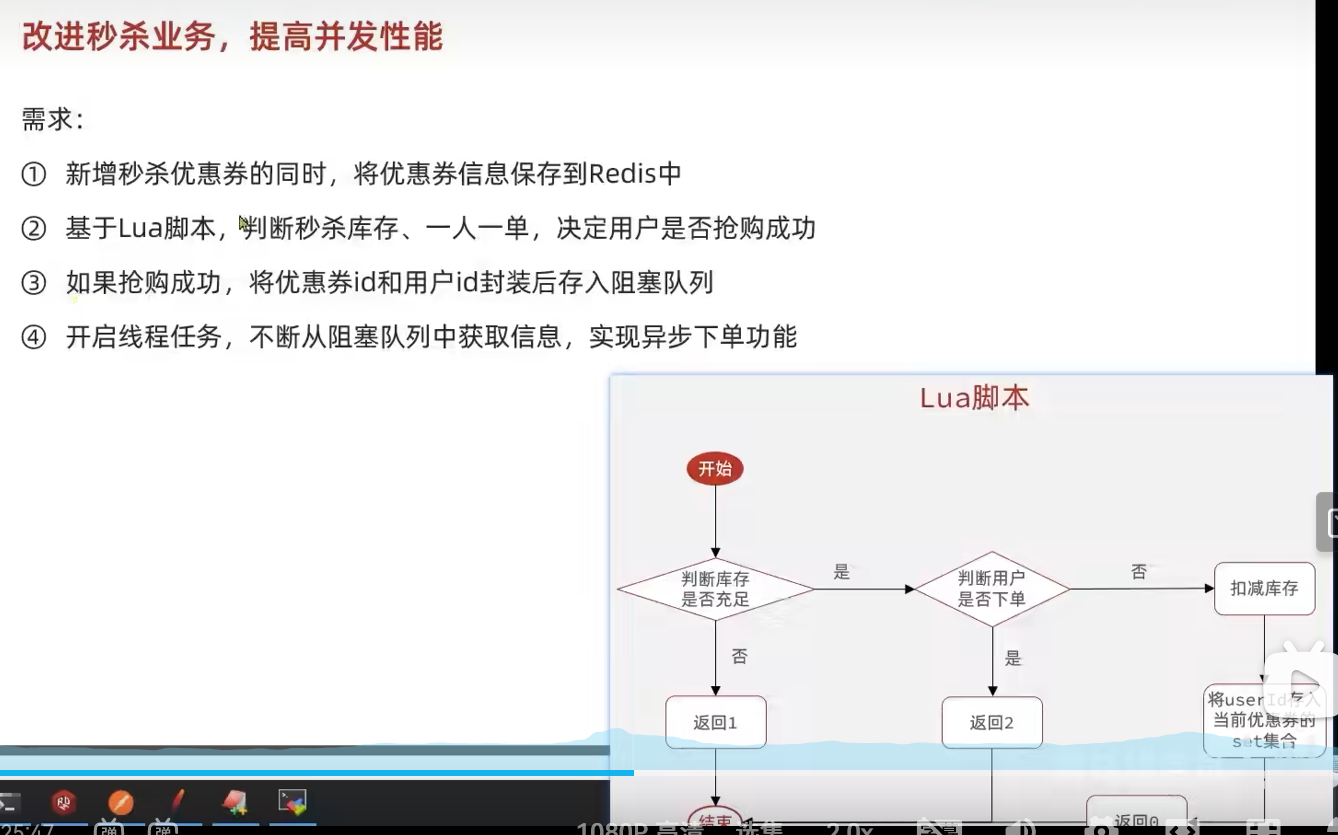 改进秒杀业务，提高并发性能
需求：
① 新增秒杀优惠券的同时，将优惠券信息保存到Redis中
② 基于Lua脚本，判断秒杀库存、一人一单，决定用户是否抢购成功
③ 如果抢购成功，将优惠券id和用户id封装后存入阻塞队列
④ 开启线程任务，不断从阻塞队列中获取信息，实现异步下单功能
Lua脚本
开始
判断库存
是否充足
是
判断用户
是否下单
否
扣减库存
否
是
返回1
返回2
将userId存入
当前优惠券的
set集合
结束
返回0
25:47
弹
弹
1080P 高清
选集
2.0x